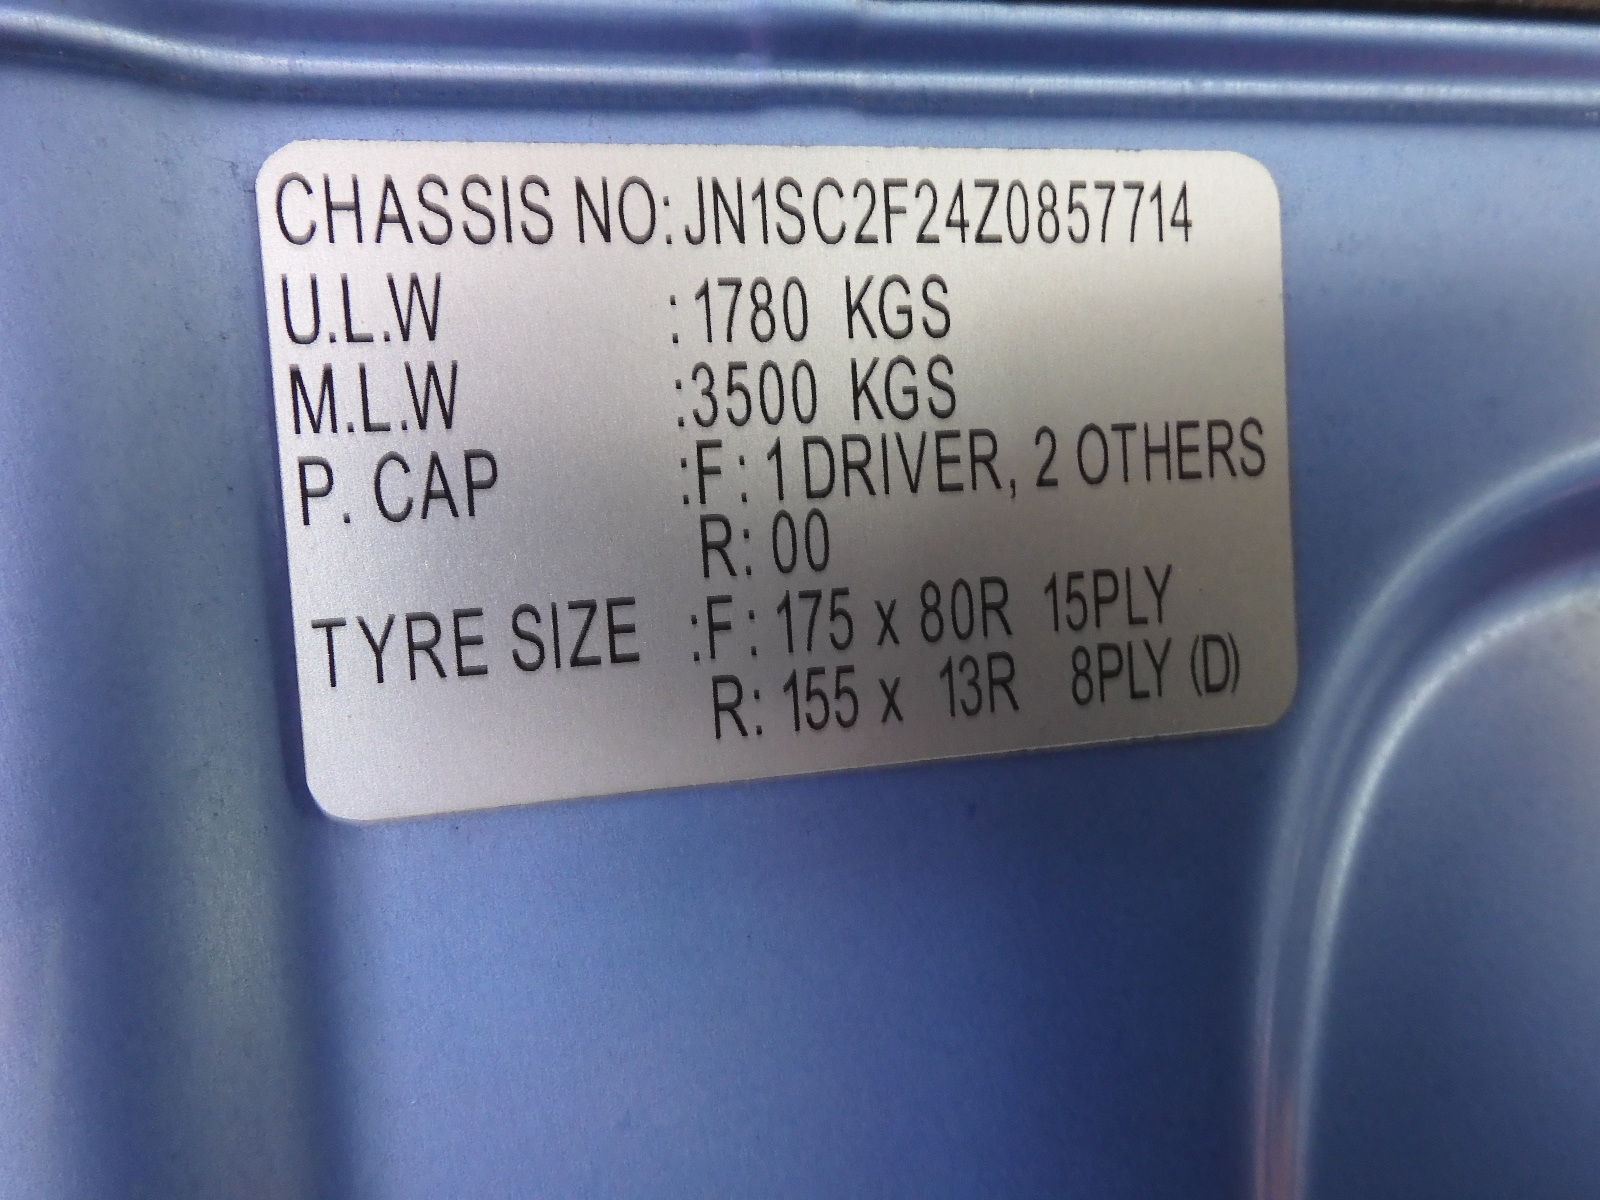 CHASSIS NO:JN1SC2F24Z0857714
U.L.W :1780 KGS
M.L.W :3500 KGS
P. CAP :F: 1 DRIVER, 2 OTHERS
R: 00
TYRE SIZE :F: 175 x 80R 15PLY
R: 155 x 13R 8PLY (D)